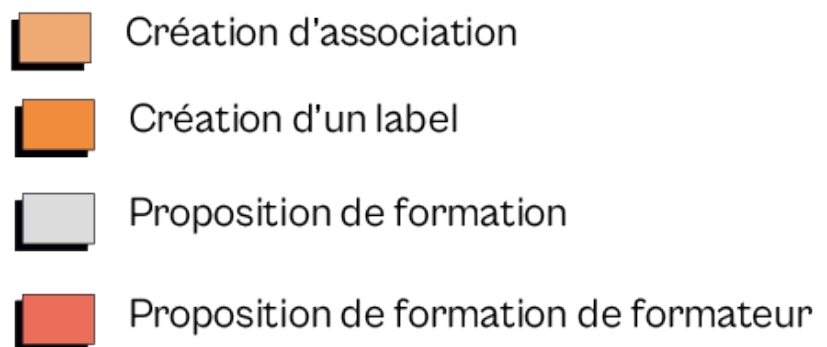 Création d'association
Création d'un label
Proposition de formation
Proposition de formation de formateur